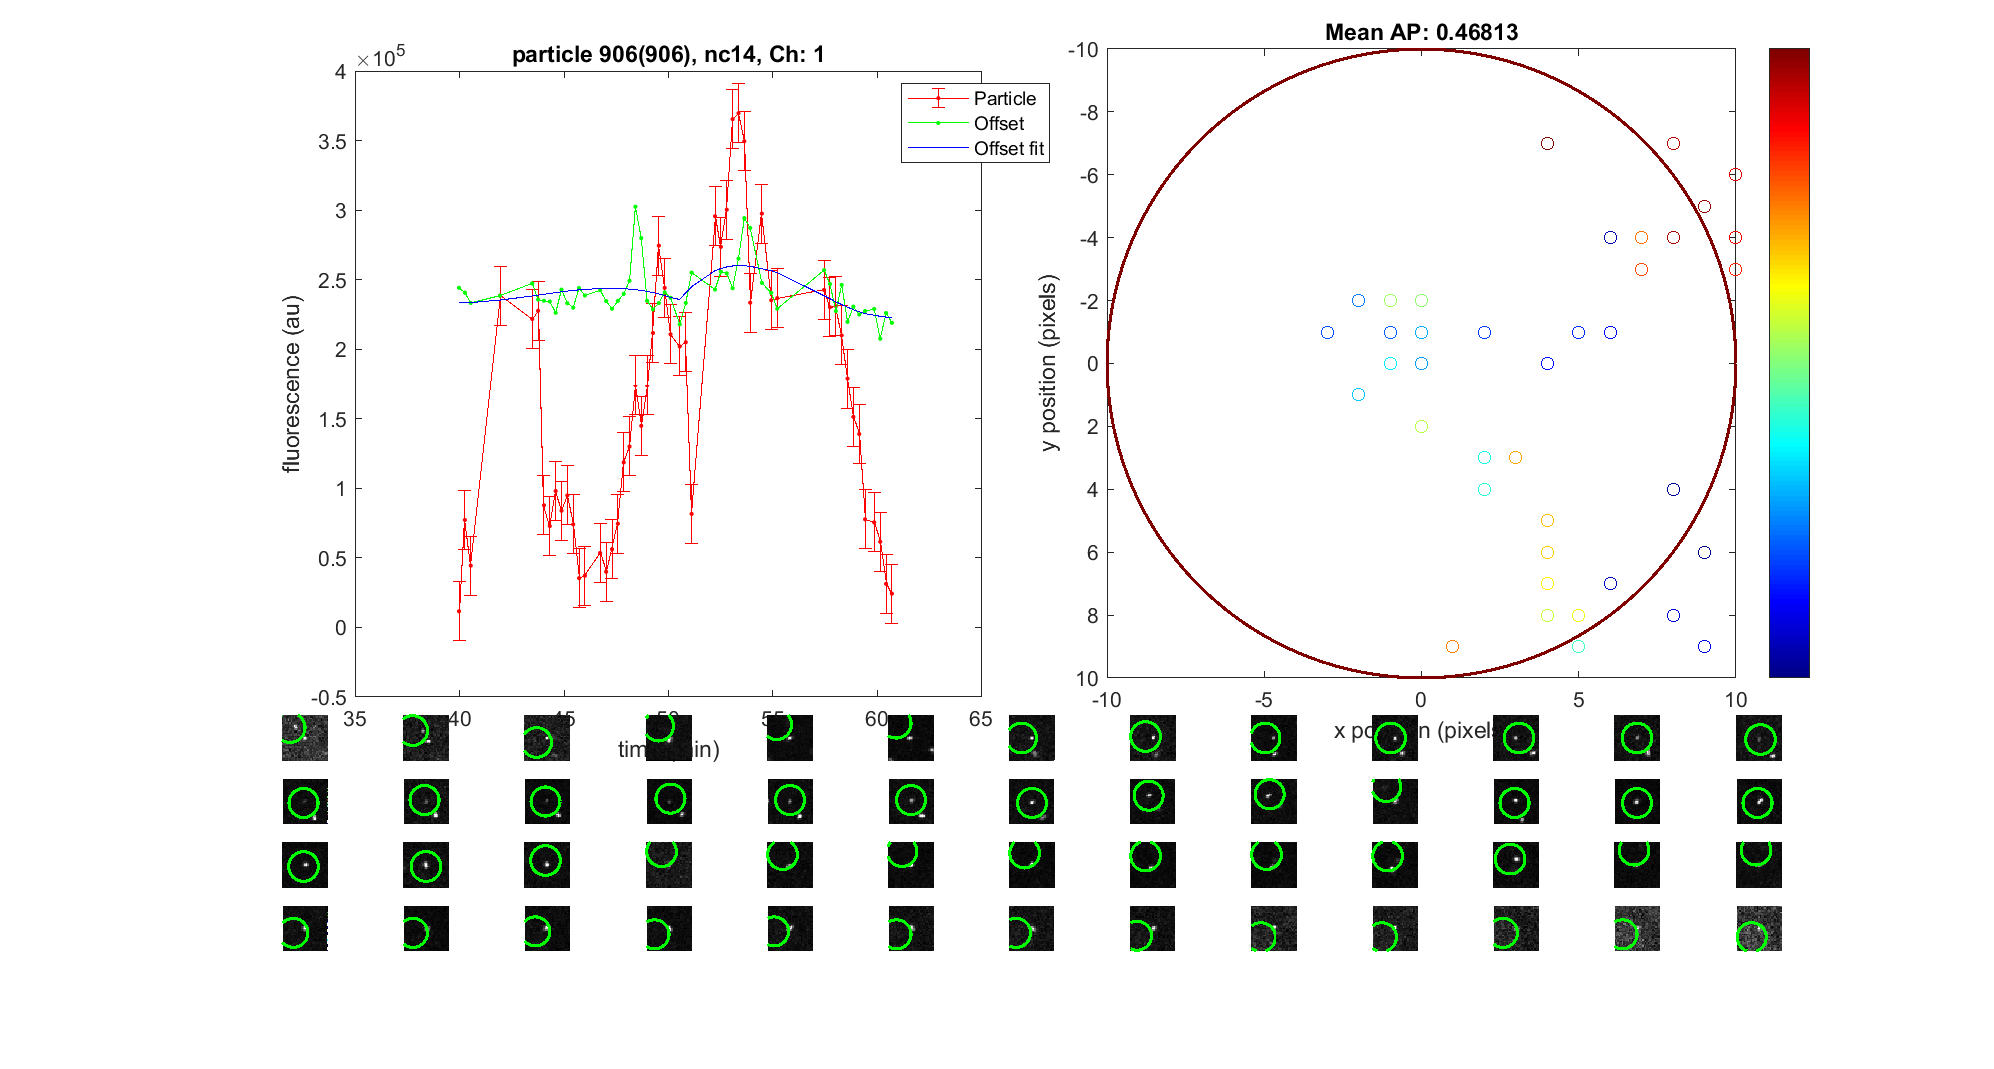 particle 906(906), nc14, Ch: 1
×10⁵
4
3.5
3
2.5
2
1.5
1
0.5
0
-0.5
fluorescence (au)
35 40 45 50 55 60 65
Particle
Offset
Offset fit
Mean AP: 0.46813
-10
-8
-6
-4
-2
0
2
4
6
8
10
y position (pixels)
-10 -5 0 5 10